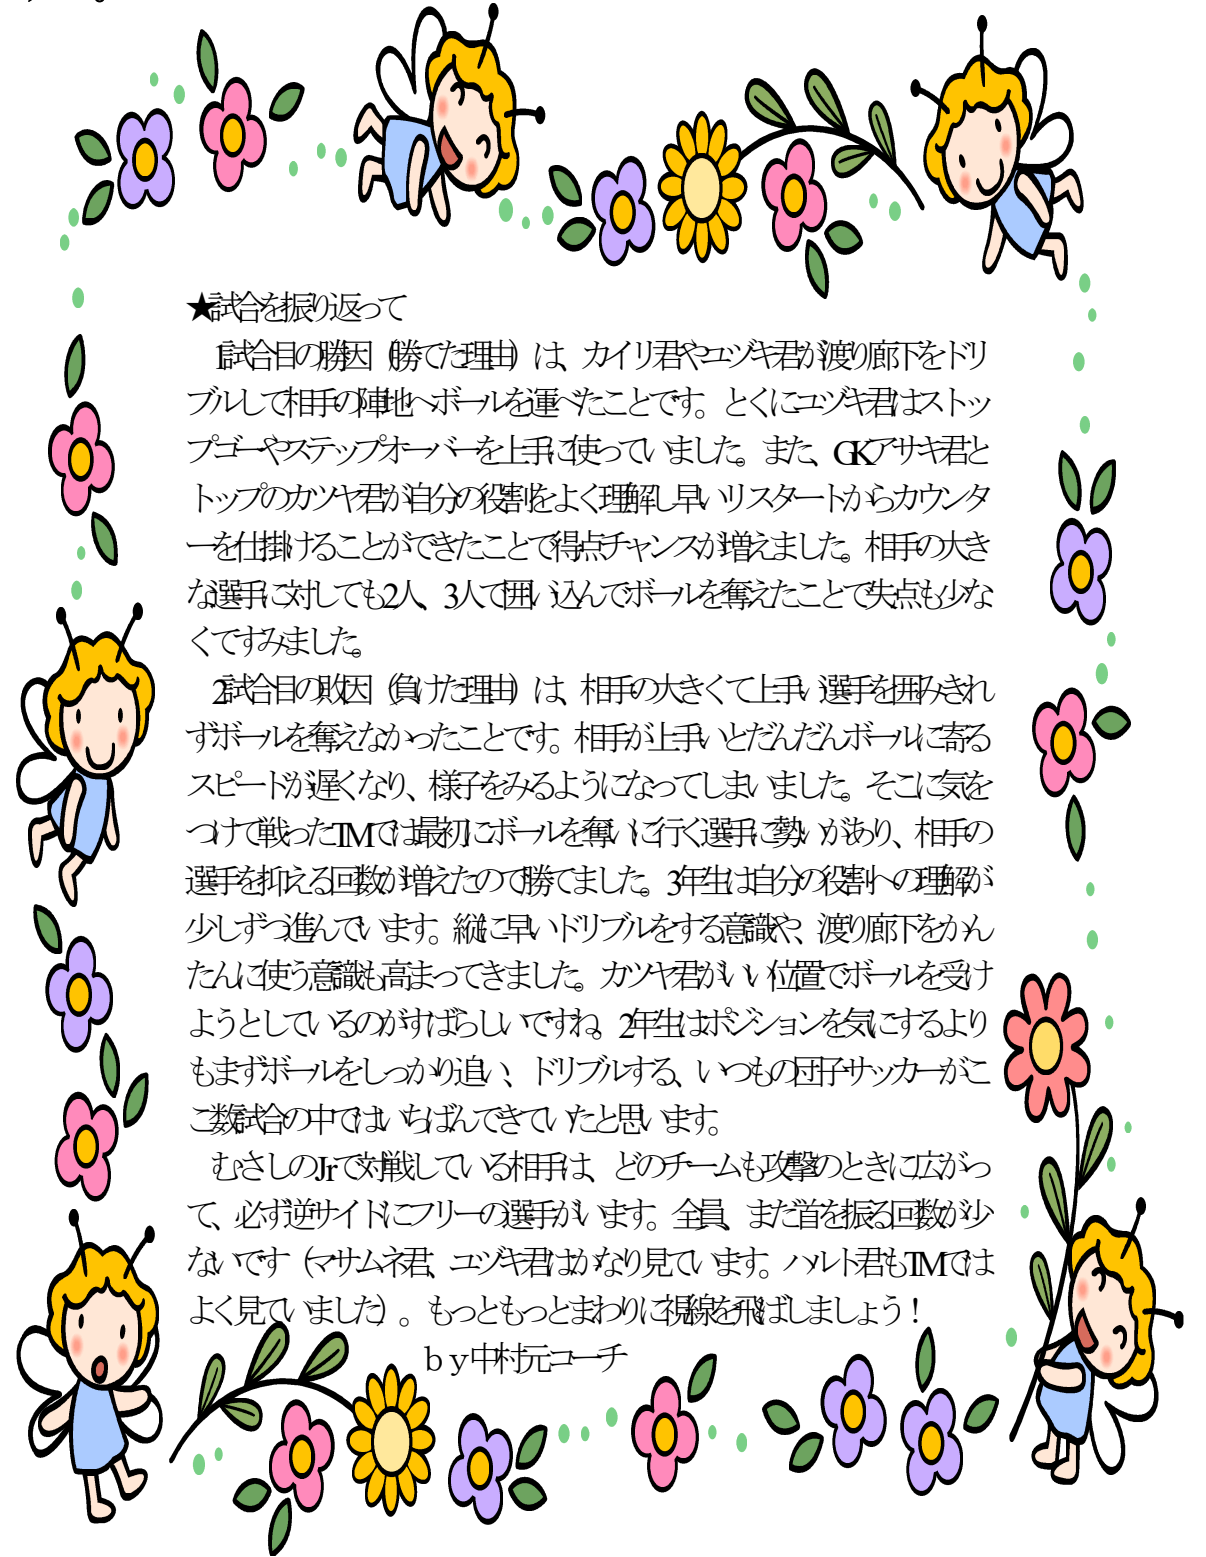 ★試合を振り返って
1試合目の勝因（勝てた理由）は、カイリ君やユヅキ君が渡り廊下をドリ
ブルして相手の陣地へボールを運べたことです。とくにユヅキ君はストッ
プゴーやステップオーバーを上手に使っていました。また、GKアサキ君と
トップのカツヤ君が自分の役割をよく理解し早いリスタートからカウンタ
ーを仕掛けることができたことで得点チャンスが増えました。相手の大き
な選手に対しても2人、3人で囲い込んでボールを奪えたことで失点も少な
くてすみました。
2試合目の敗因（負けた理由）は、相手の大きくて上手い選手を囲みきれ
ずボールを奪えなかったことです。相手が上手いとだんだんボールに寄る
スピードが遅くなり、様子をみるようになってしまいました。そこに気を
つけて戦ったTMでは最初にボールを奪いに行く選手に勢いがあり、相手の
選手を抑える回数が増えたので勝てました。3年生は自分の役割への理解が
少しずつ進んでいます。縦に早いドリブルをする意識や、渡り廊下をかん
たんに使う意識も高まってきました。カツヤ君がいい位置でボールを受け
ようとしているのがすばらしいですね。2年生はポジションを気にするより
もまずボールをしっかり追い、ドリブルする、いつもの団子サッカーがこ
こ数試合の中ではいちばんできていたと思います。
むさしのJrで対戦している相手は、どのチームも攻撃のときに広がっ
て、必ず逆サイドにフリーの選手がいます。全員、まだ首を振る回数が少
ないです（マサムネ君、ユヅキ君はかなり見ています。ハルト君もTMでは
よく見ていました）。もっともっとまわりに視線を飛ばしましょう！
ｂｙ中村元コーチ